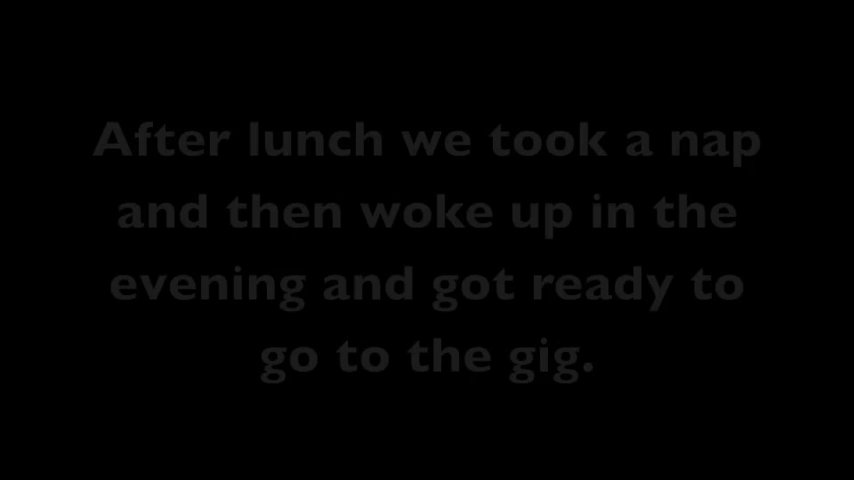 After lunch we took a nap
and then woke up in the
evening and got ready to
go to the gig.